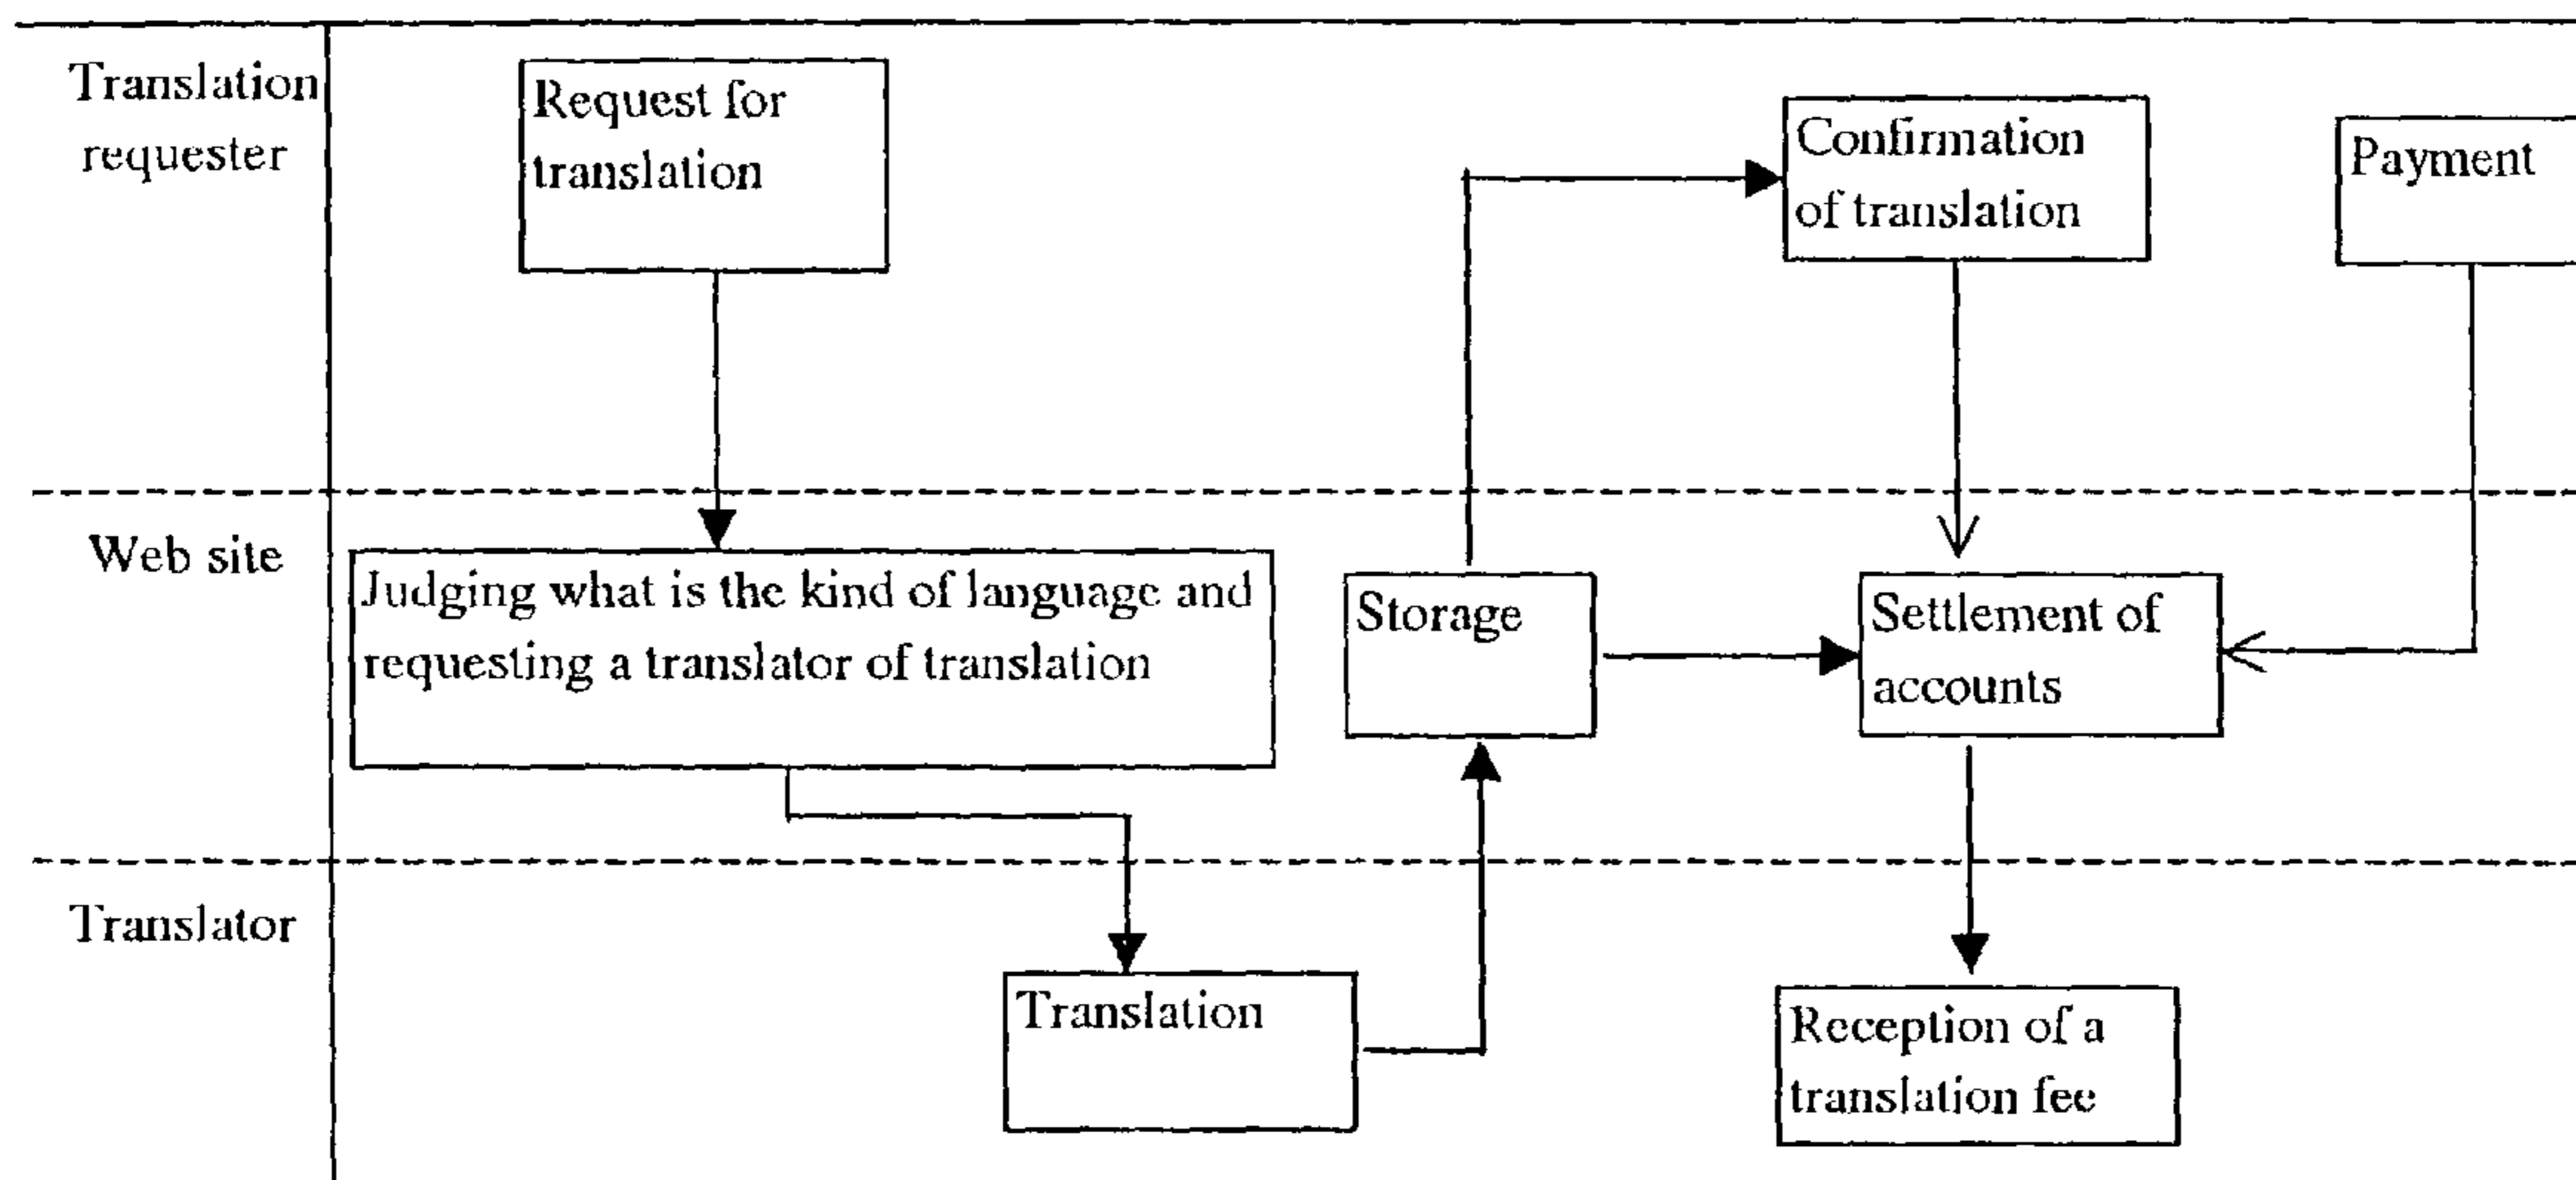 Translation
requester
Request for
translation
Confirmation
of translation
Payment
Web site
Judging what is the kind of language and
requesting a translator of translation
Storage
Settlement of
accounts
Translator
Translation
Reception of a
translation fee